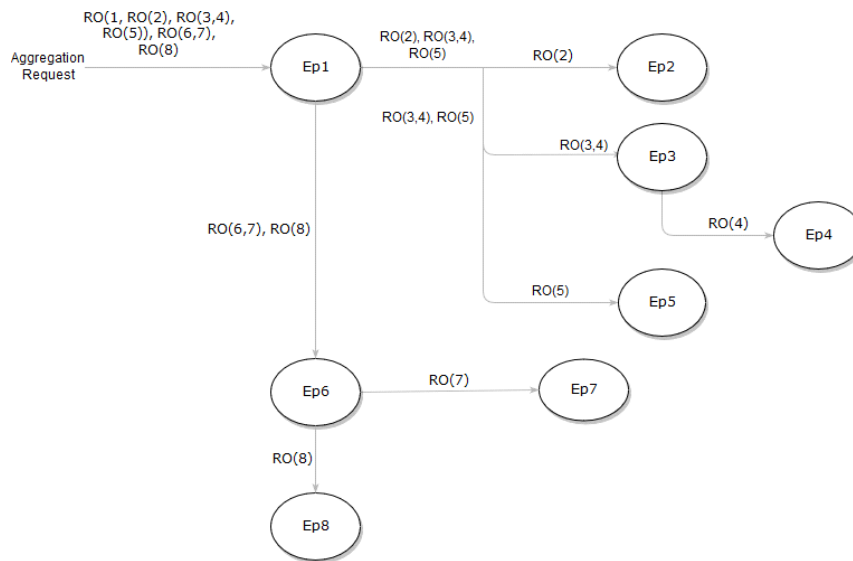 RO(1, RO(2), RO(3,4),
RO(5)), RO(6,7),
RO(8)
Aggregation
Request
Ep1
RO(2), RO(3,4),
RO(5)
RO(2)
Ep2
RO(3,4), RO(5)
RO(3,4)
Ep3
RO(4)
Ep4
RO(6,7), RO(8)
RO(5)
Ep5
Ep6
RO(7)
Ep7
RO(8)
Ep8